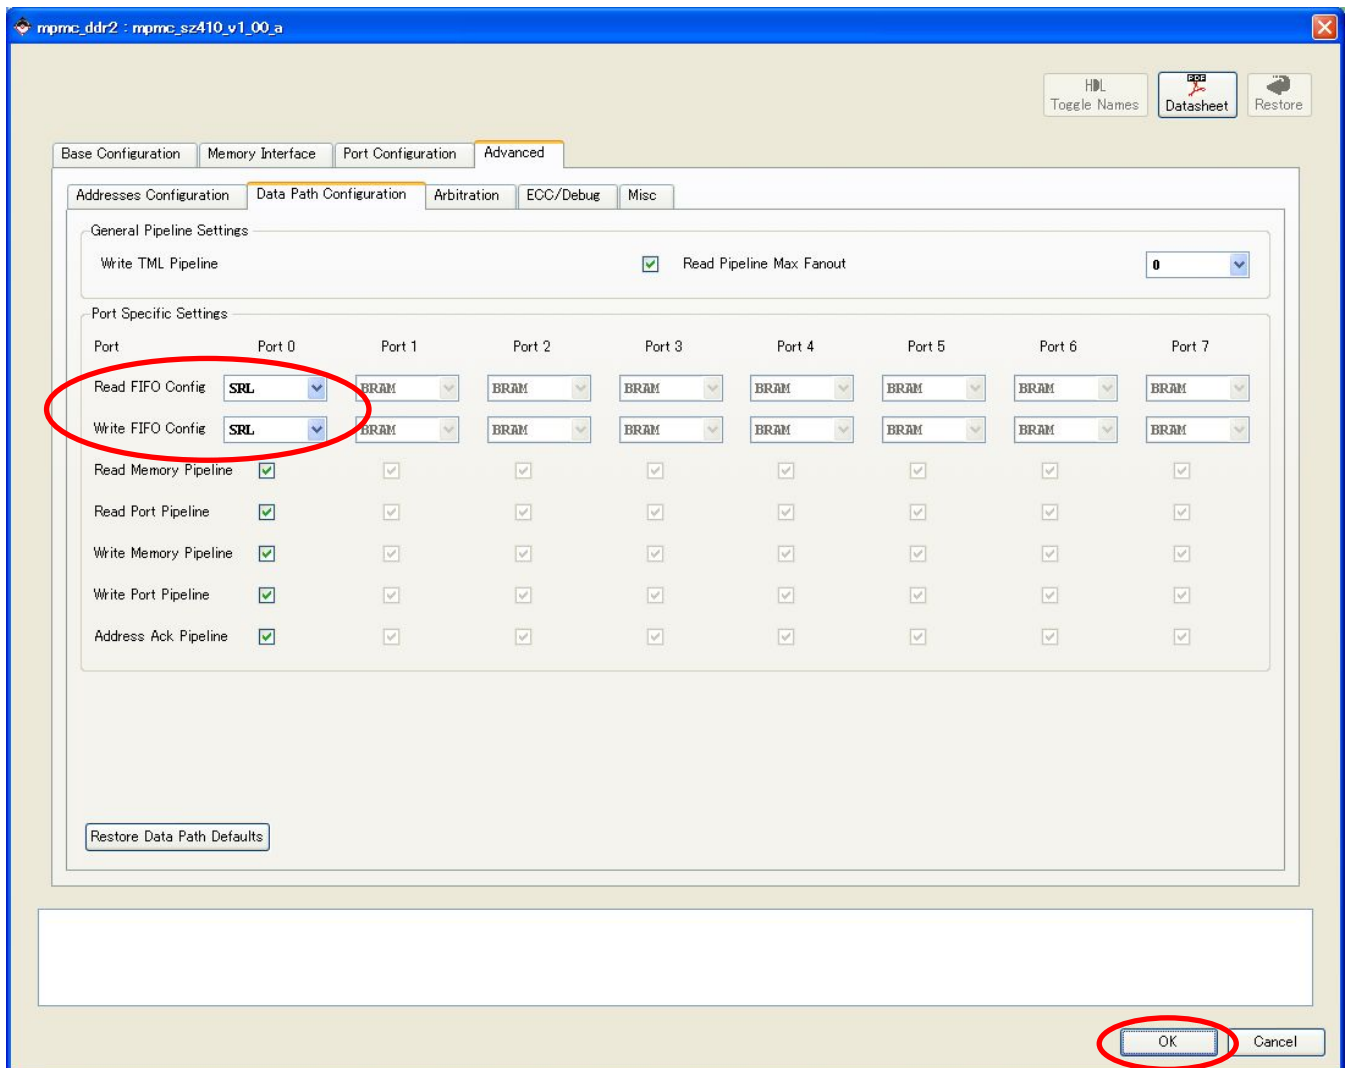 mpmc_ddr2 : mpmc_sz410_v1_00_a
HDL
Toggle Names
PDF
Datasheet
Restore
Base Configuration Memory Interface Port Configuration Advanced
Addresses Configuration Data Path Configuration Arbitration ECC/Debug Misc
General Pipeline Settings
Write TML Pipeline Read Pipeline Max Fanout 0
Port Specific Settings
Port Port 0 Port 1 Port 2 Port 3 Port 4 Port 5 Port 6 Port 7
Read FIFO Config SRL BRAM BRAM BRAM BRAM BRAM BRAM BRAM
Write FIFO Config SRL BRAM BRAM BRAM BRAM BRAM BRAM BRAM
Read Memory Pipeline
Read Port Pipeline
Write Memory Pipeline
Write Port Pipeline
Address Ack Pipeline
Restore Data Path Defaults
OK Cancel